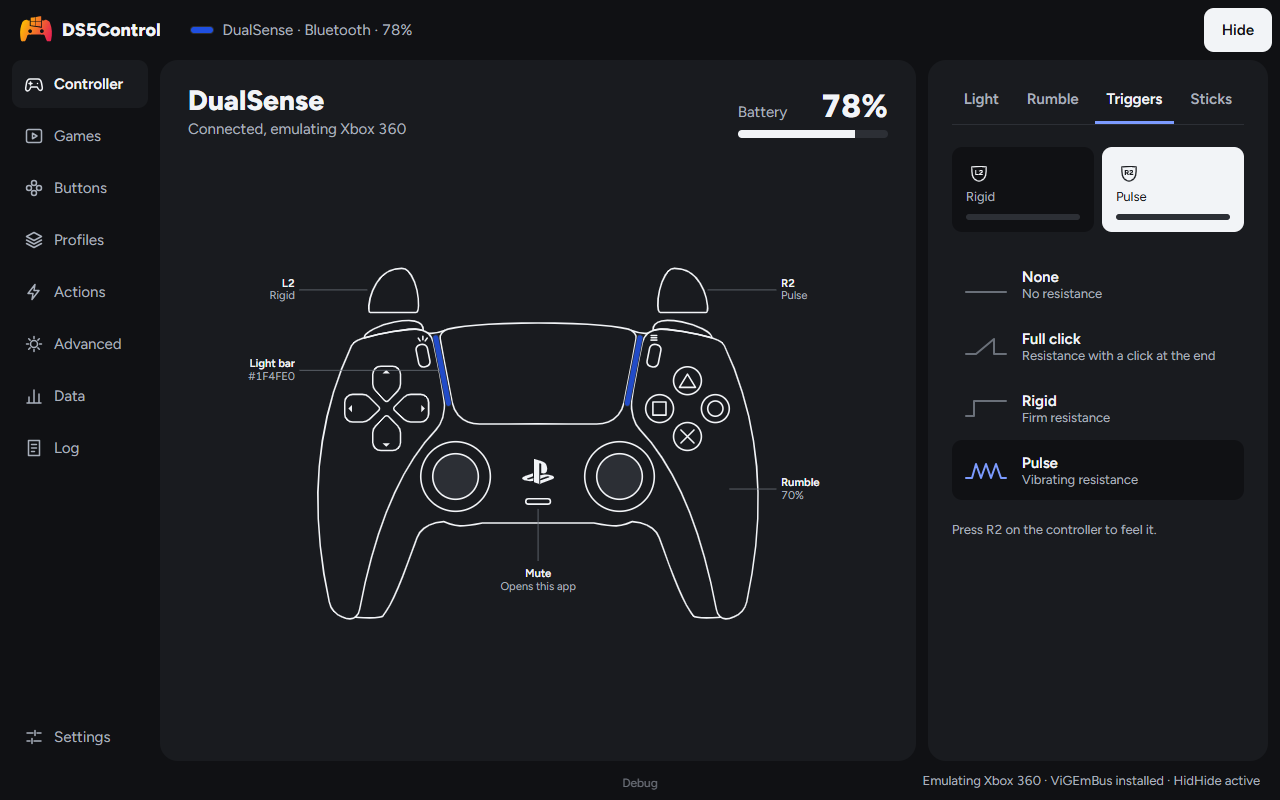 DS5Control
DualSense · Bluetooth · 78%
Hide
Controller
Games
Buttons
Profiles
Actions
Advanced
Data
Log
Settings
DualSense
Connected, emulating Xbox 360
Battery
78%
L2
Rigid
R2
Pulse
Light bar
#1F4FE0
Rumble
70%
Mute
Opens this app
Light
Rumble
Triggers
Sticks
L2
Rigid
R2
Pulse
None
No resistance
Full click
Resistance with a click at the end
Rigid
Firm resistance
Pulse
Vibrating resistance
Press R2 on the controller to feel it.
Debug
Emulating Xbox 360 · ViGEmBus installed · HidHide active